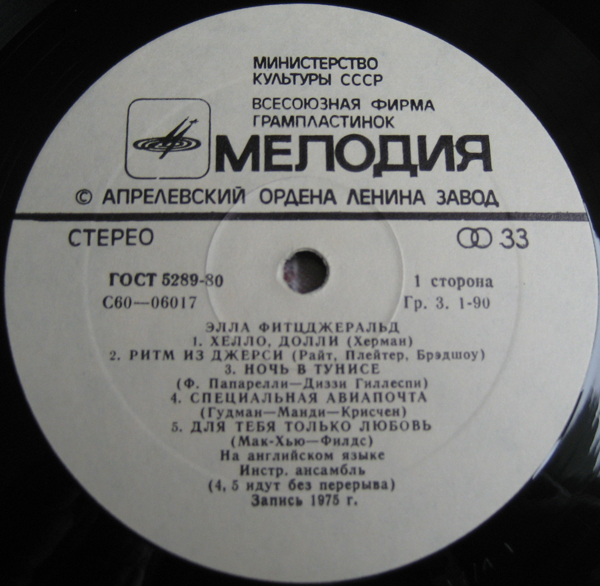 МИНИСТЕРСТВО
КУЛЬТУРЫ СССР
ВСЕСОЮЗНАЯ ФИРМА
ГРАМПЛАСТИНОК
МЕЛОДИЯ
© АПРЕЛЕВСКИЙ ОРДЕНА ЛЕНИНА ЗАВОД
СТЕРЕО
33
ГОСТ 5289-80
1 сторона
С60—06017
Гр. 3. 1-90
ЭЛЛА ФИТЦДЖЕРАЛЬД
1. ХЕЛЛО, ДОЛЛИ (Херман)
2. РИТМ ИЗ ДЖЕРСИ (Райт, Плейтер, Брэдшоу)
3. НОЧЬ В ТУНИСЕ
(Ф. Папарелли—Диззи Гиллеспи)
4. СПЕЦИАЛЬНАЯ АВИАПОЧТА
(Гудман—Манди—Крисчен)
5. ДЛЯ ТЕБЯ ТОЛЬКО ЛЮБОВЬ
(Мак-Хью—Филдс)
На английском языке
Инстр. ансамбль
(4, 5 идут без перерыва)
Запись 1975 г.